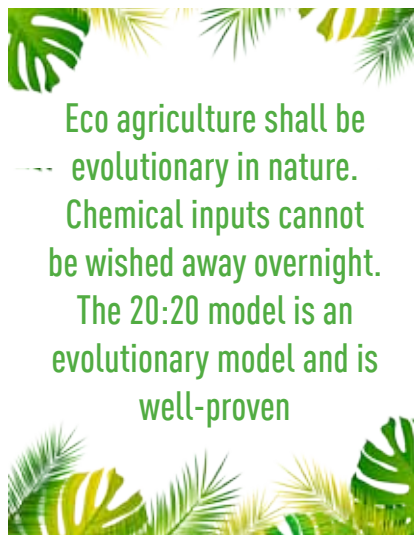 Eco agriculture shall be
evolutionary in nature.
Chemical inputs cannot
be wished away overnight.
The 20:20 model is an
evolutionary model and is
well-proven